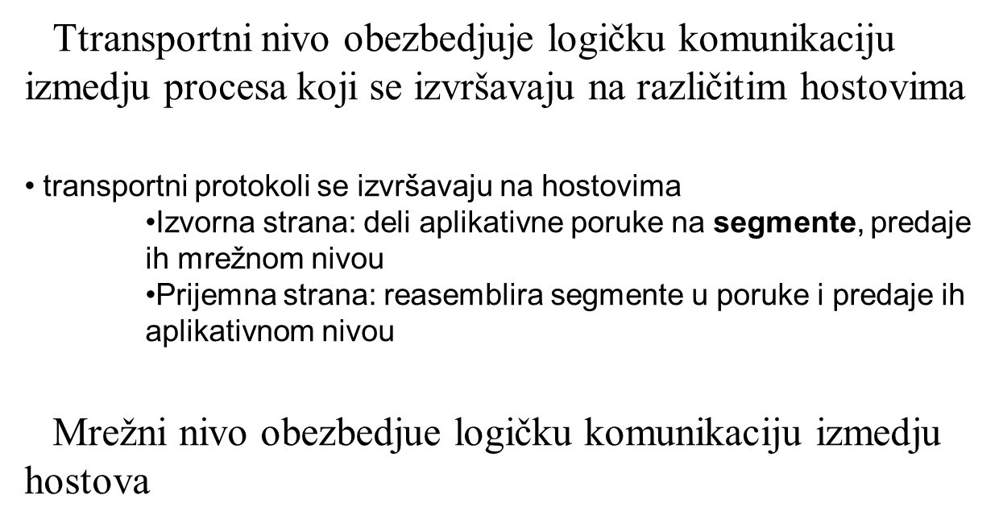 Ttransportni nivo obezbedjuje logičku komunikaciju
izmedju procesa koji se izvršavaju na različitim hostovima
• transportni protokoli se izvršavaju na hostovima
•Izvorna strana: deli aplikativne poruke na segmente, predaje
ih mrežnom nivou
•Prijemna strana: reasemblira segmente u poruke i predaje ih
aplikativnom nivou
Mrežni nivo obezbedjue logičku komunikaciju izmedju
hostova